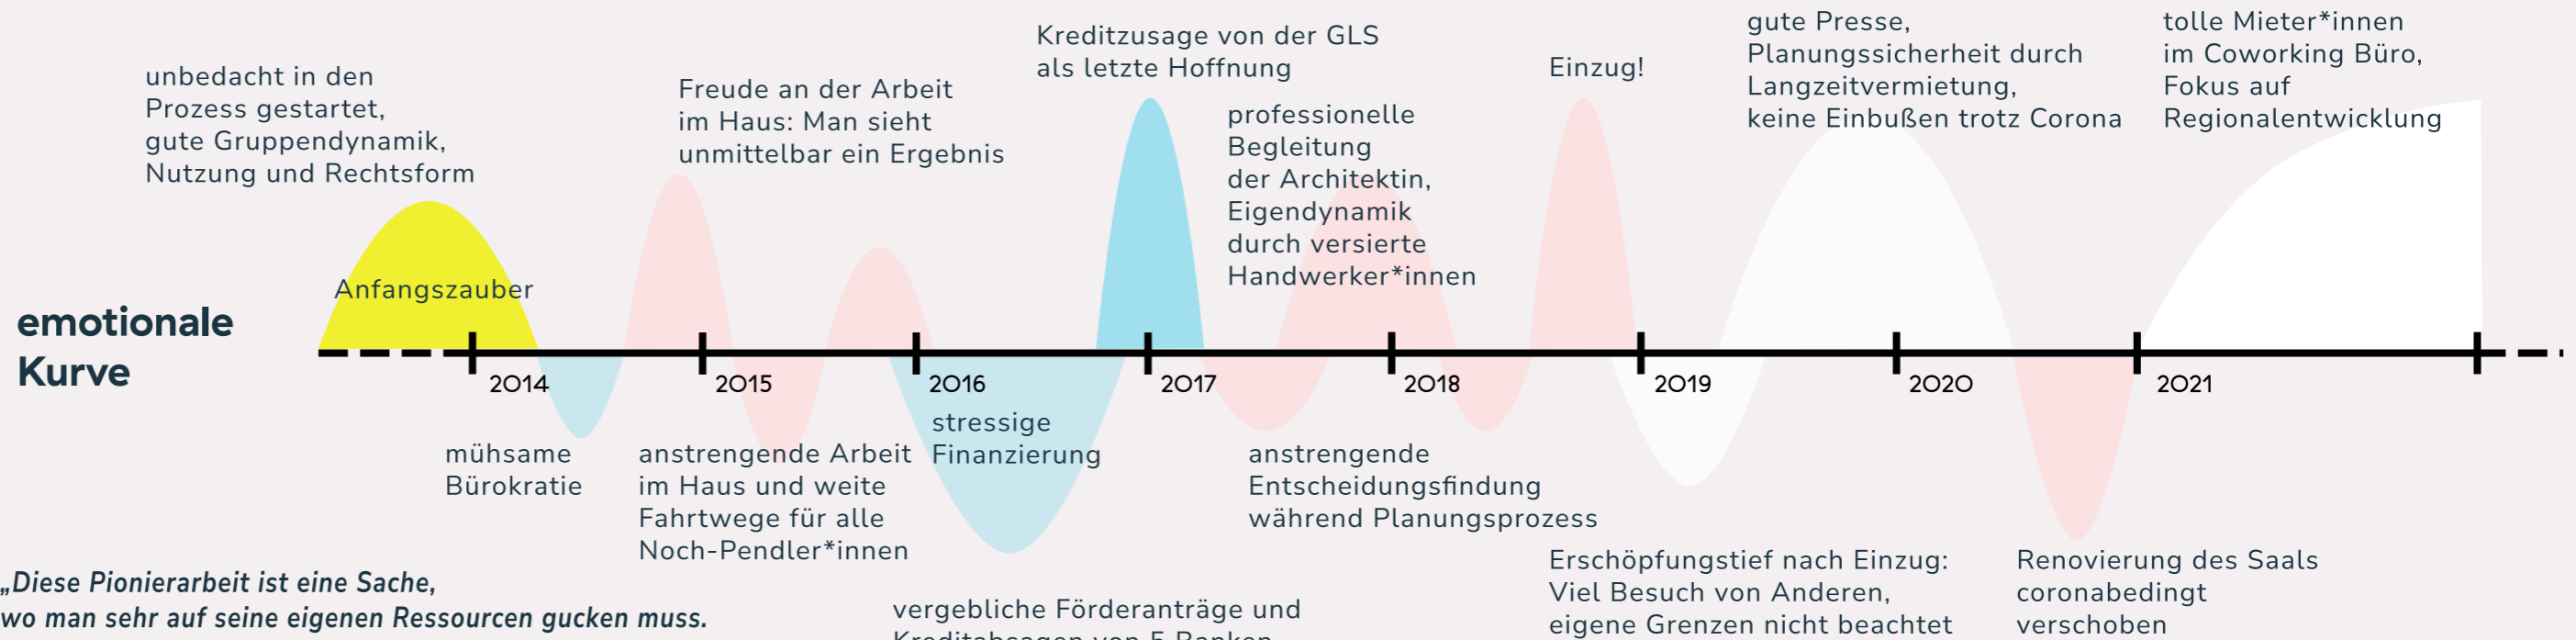 unbedacht in den
Prozess gestartet,
gute Gruppendynamik,
Nutzung und Rechtsform
Freude an der Arbeit
im Haus: Man sieht
unmittelbar ein Ergebnis
Kreditzusage von der GLS
als letzte Hoffnung
professionelle
Begleitung
der Architektin,
Eigendynamik
durch versierte
Handwerker*innen
Einzug!
gute Presse,
Planungssicherheit durch
Langzeitvermietung,
keine Einbußen trotz Corona
tolle Mieter*innen
im Coworking Büro,
Fokus auf
Regionalentwicklung
Anfangszauber
emotionale
Kurve
2014
2015
2016
2017
2018
2019
2020
2021
mühsame
Bürokratie
anstrengende Arbeit
im Haus und weite
Fahrtwege für alle
Noch-Pendler*innen
stressige
Finanzierung
anstrengende
Entscheidungsfindung
während Planungsprozess
Erschöpfungstief nach Einzug:
Viel Besuch von Anderen,
eigene Grenzen nicht beachtet
Renovierung des Saals
coronabedingt
verschoben
„Diese Pionierarbeit ist eine Sache,
wo man sehr auf seine eigenen Ressourcen gucken muss.
vergebliche Förderanträge und
Kreditabsagen von 5 Banken